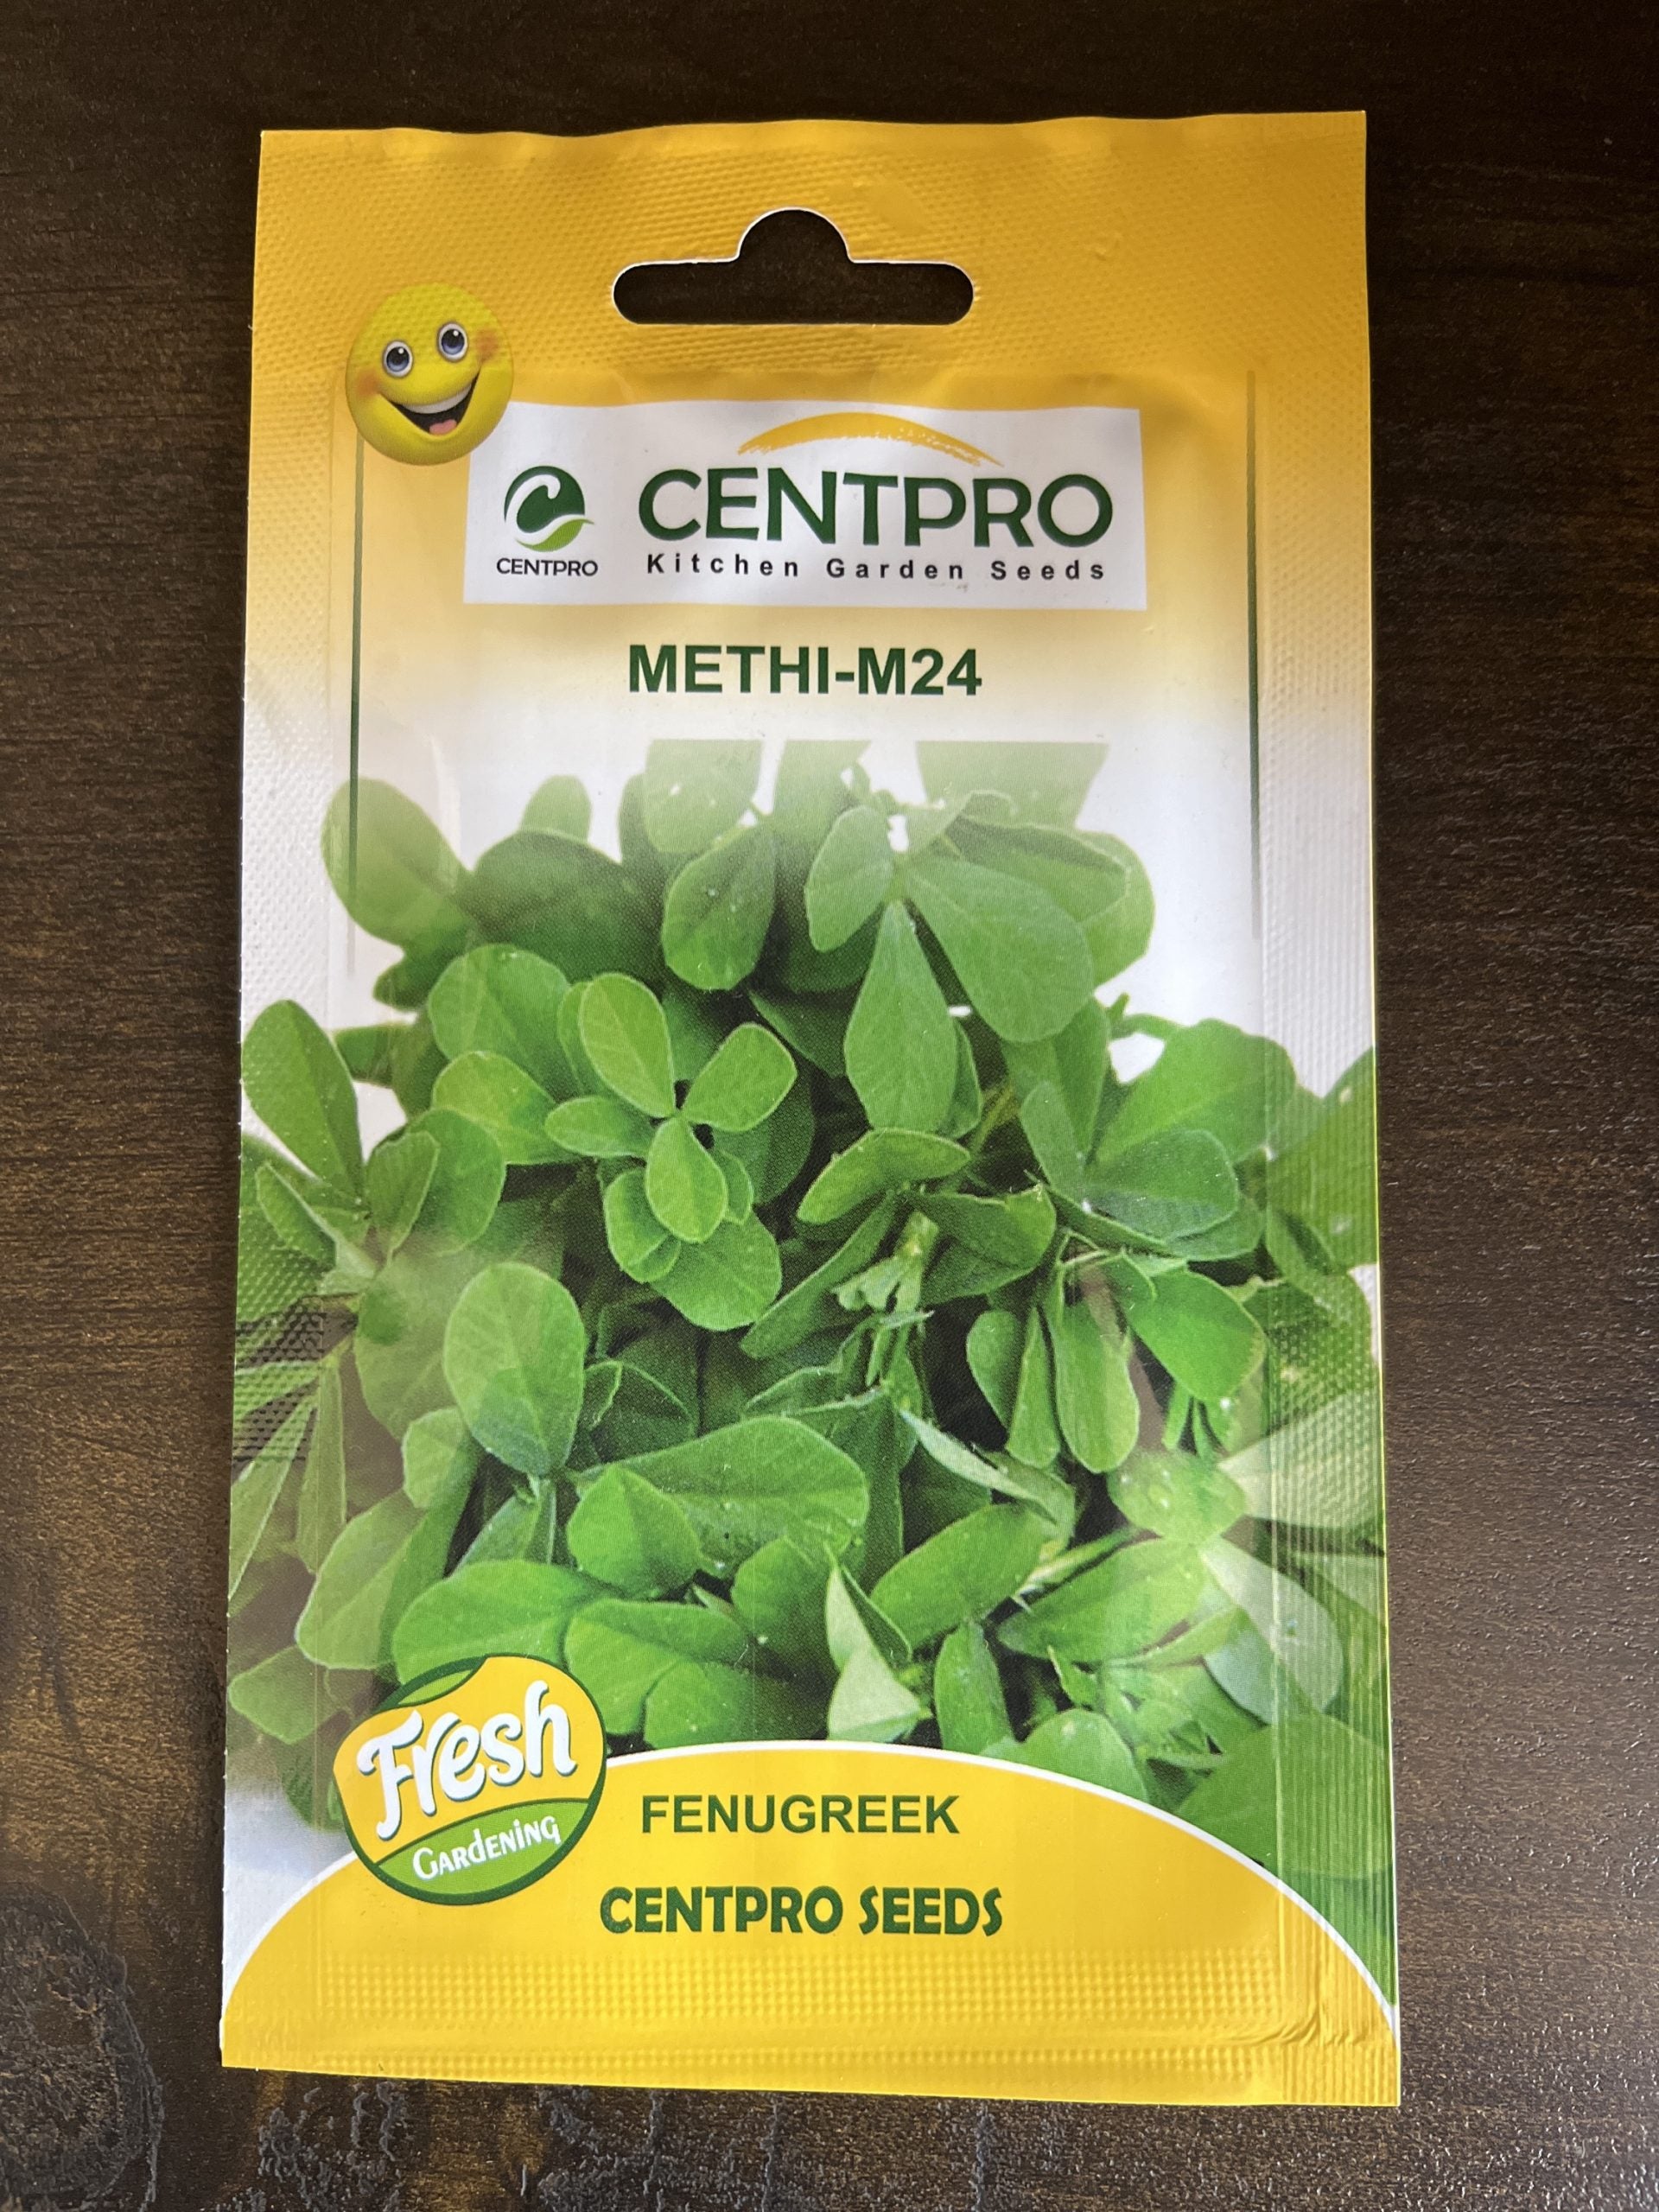 CENTPRO
CENTPRO
Kitchen Garden Seeds
METHI-M24
Fresh
Gardening
FENUGREEK
CENTPRO SEEDS